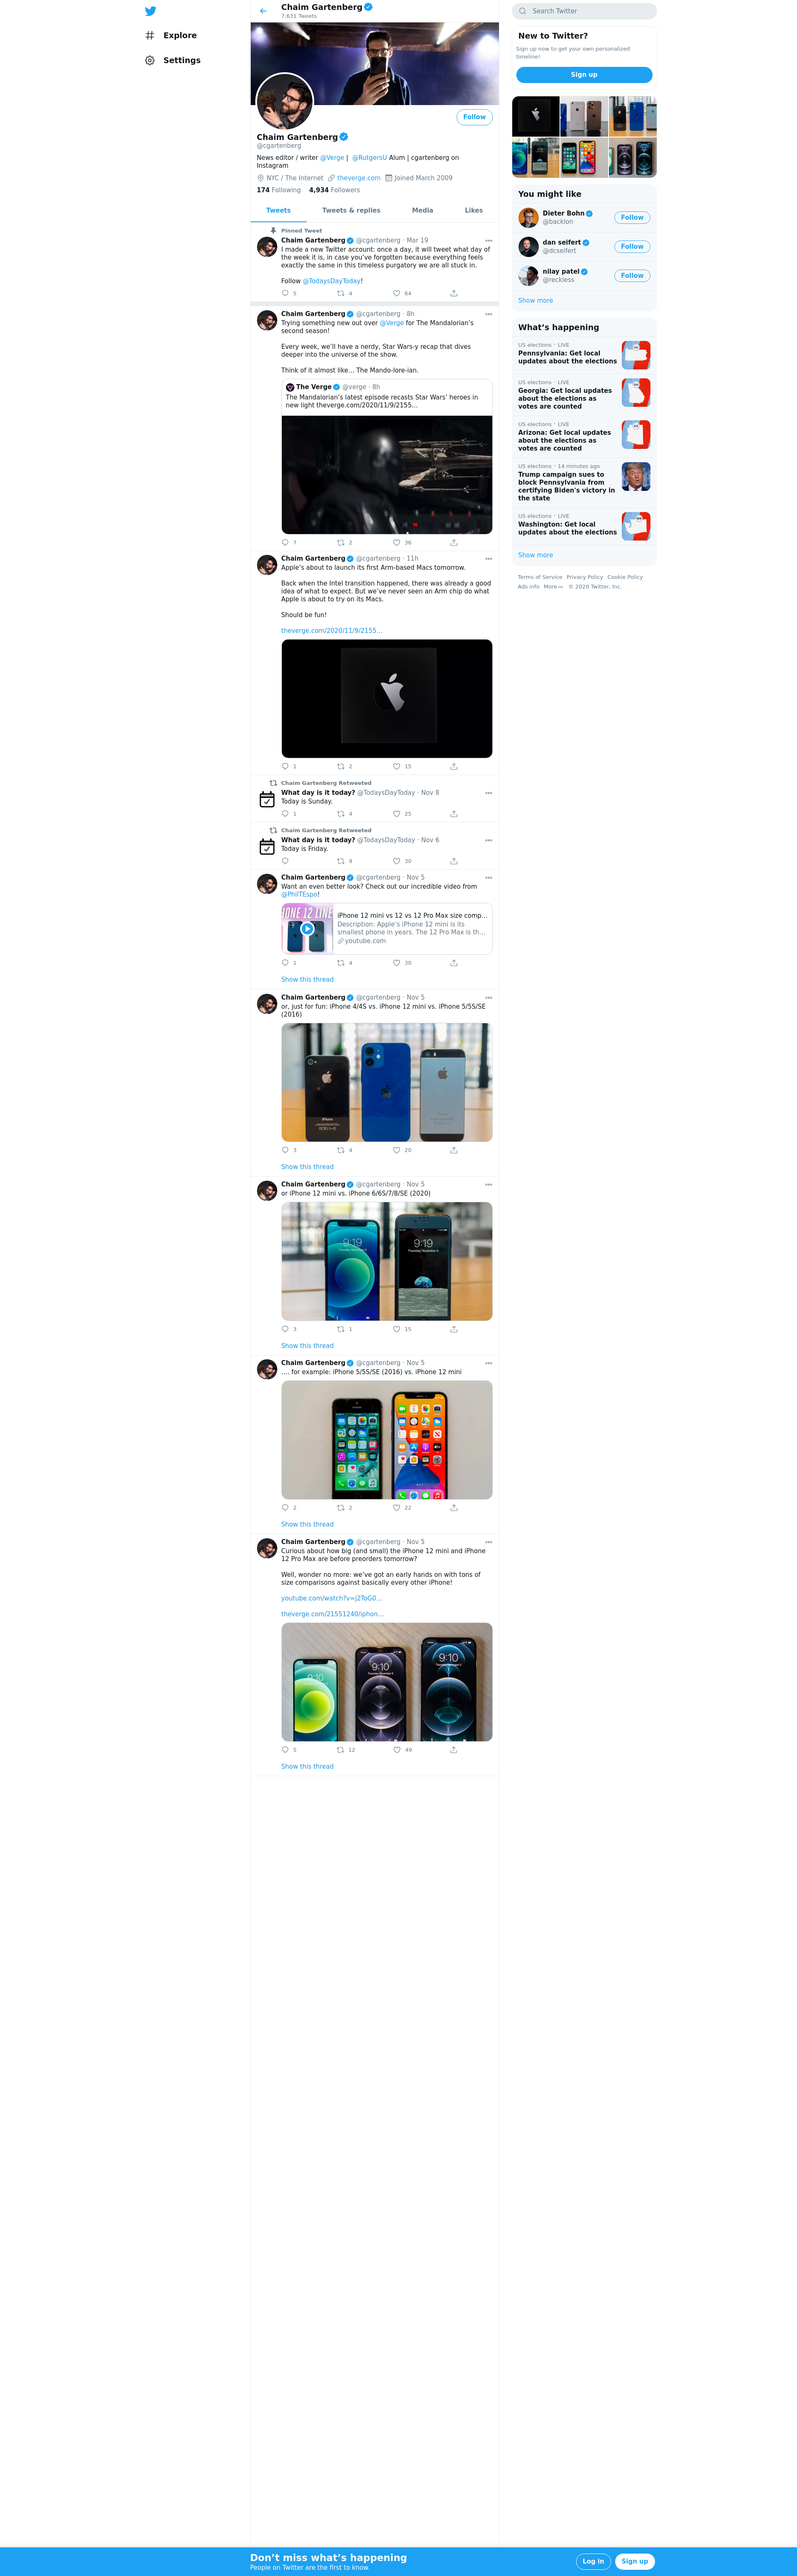 Explore
Settings
Chaim Gartenberg
7,631 Tweets
Follow
Chaim Gartenberg
@cgartenberg
News editor / writer @Verge | @RutgersU Alum | cgartenberg on
Instagram
NYC / The Internet theverge.com Joined March 2009
174 Following 4,934 Followers
Tweets Tweets & replies Media Likes
Pinned Tweet
Chaim Gartenberg @cgartenberg · Mar 19
I made a new Twitter account: once a day, it will tweet what day of
the week it is, in case you’ve forgotten because everything feels
exactly the same in this timeless purgatory we are all stuck in.
Follow @TodaysDayToday!
5 4 64
Chaim Gartenberg @cgartenberg · 8h
Trying something new out over @Verge for The Mandalorian’s
second season!
Every week, we’ll have a nerdy, Star Wars-y recap that dives
deeper into the universe of the show.
Think of it almost like… The Mando-lore-ian.
The Verge @verge · 8h
The Mandalorian’s latest episode recasts Star Wars’ heroes in
new light theverge.com/2020/11/9/2155…
7 2 36
Chaim Gartenberg @cgartenberg · 11h
Apple’s about to launch its first Arm-based Macs tomorrow.
Back when the Intel transition happened, there was already a good
idea of what to expect. But we’ve never seen an Arm chip do what
Apple is about to try on its Macs.
Should be fun!
theverge.com/2020/11/9/2155…
1 2 15
Chaim Gartenberg Retweeted
What day is it today? @TodaysDayToday · Nov 8
Today is Sunday.
1 4 25
Chaim Gartenberg Retweeted
What day is it today? @TodaysDayToday · Nov 6
Today is Friday.
9 30
Chaim Gartenberg @cgartenberg · Nov 5
Want an even better look? Check out our incredible video from
@PhilTEspo!
HONE 12 LINE
iPhone 12 mini vs 12 vs 12 Pro Max size comp…
Description: Apple’s iPhone 12 mini is its
smallest phone in years. The 12 Pro Max is th…
youtube.com
1 4 30
Show this thread
Chaim Gartenberg @cgartenberg · Nov 5
or, just for fun: iPhone 4/4S vs. iPhone 12 mini vs. iPhone 5/5S/SE
(2016)
iPhone
iPhone
3 4 20
Show this thread
Chaim Gartenberg @cgartenberg · Nov 5
or iPhone 12 mini vs. iPhone 6/6S/7/8/SE (2020)
9:19
9:19
3 1 15
Show this thread
Chaim Gartenberg @cgartenberg · Nov 5
.... for example: iPhone 5/5S/SE (2016) vs. iPhone 12 mini
2 2 22
Show this thread
Chaim Gartenberg @cgartenberg · Nov 5
Curious about how big (and small) the iPhone 12 mini and iPhone
12 Pro Max are before preorders tomorrow?
Well, wonder no more: we’ve got an early hands on with tons of
size comparisons against basically every other iPhone!
youtube.com/watch?v=j2ToG0…
theverge.com/21551240/iphon…
9:10
9:10
9:10
5 12 49
Show this thread
Search Twitter
New to Twitter?
Sign up now to get your own personalized
timeline!
Sign up
You might like
Dieter Bohn
@backlon
Follow
dan seifert
@dcseifert
Follow
nilay patel
@reckless
Follow
Show more
What’s happening
US elections · LIVE
Pennsylvania: Get local
updates about the elections
US elections · LIVE
Georgia: Get local updates
about the elections as
votes are counted
US elections · LIVE
Arizona: Get local updates
about the elections as
votes are counted
US elections · 14 minutes ago
Trump campaign sues to
block Pennsylvania from
certifying Biden's victory in
the state
US elections · LIVE
Washington: Get local
updates about the elections
Show more
Terms of Service Privacy Policy Cookie Policy
Ads info More © 2020 Twitter, Inc.
Don’t miss what’s happening
People on Twitter are the first to know.
Log in
Sign up